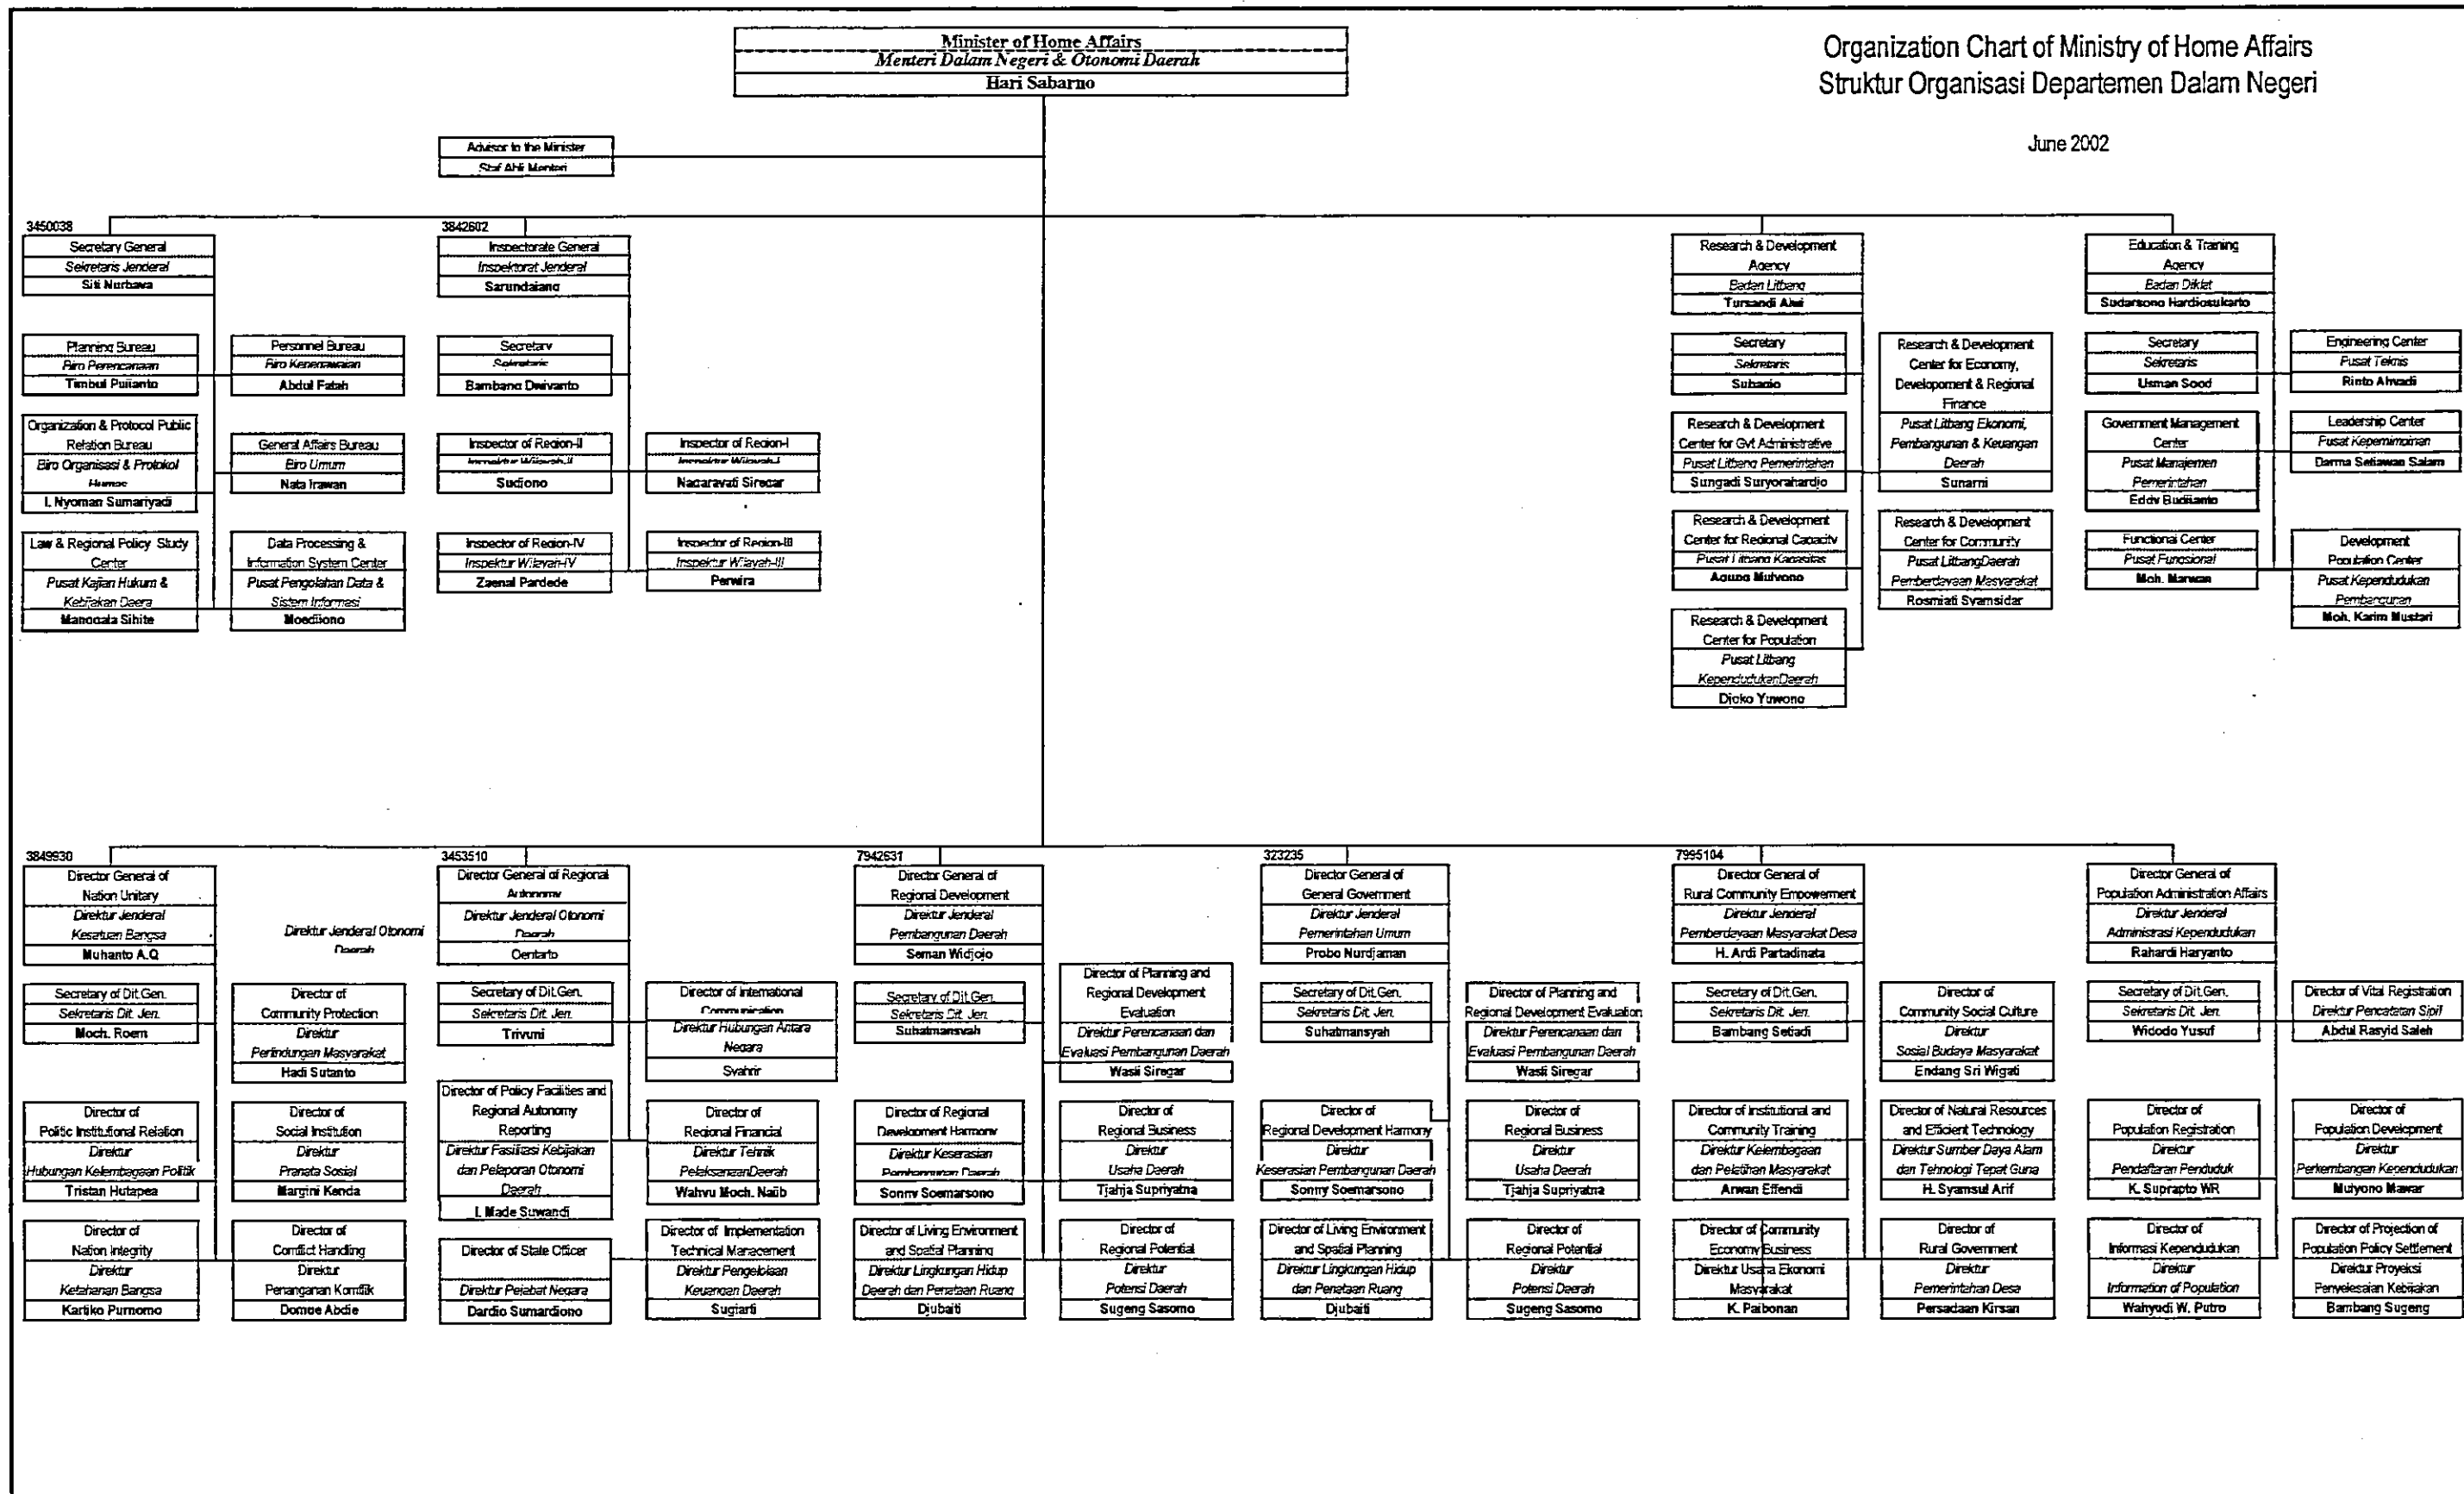 Minister of Home Affairs
Menteri Dalam Negeri & Otonomi Daerah
Hari Sabarno
Organization Chart of Ministry of Home Affairs
Struktur Organisasi Departemen Dalam Negeri
June 2002
Advisor to the Minister
Staf Ahli Menteri
3450038
Secretary General
Sekretaris Jenderal
Siti Nurbaya
3842602
Inspectorate General
Inspektorat Jenderal
Sarundajang
Research & Development
Agency
Badan Litbang
Tursandi Alwi
Education & Training
Agency
Badan Diklat
Sudarsono Hardjosukarto
Planning Bureau
Biro Perencanaan
Timbul Pujianto
Personnel Bureau
Biro Kepegawaian
Abdul Fatah
Organization & Protocol Public
Relation Bureau
Biro Organisasi & Protokol
Humas
I. Nyoman Sumariyadi
General Affairs Bureau
Biro Umum
Nata Irawan
Law & Regional Policy Study
Center
Pusat Kajian Hukum &
Kebijakan Daera
Manggala Sihite
Data Processing &
Information System Center
Pusat Pengolahan Data &
Sistem Informasi
Moedjiono
Secretary
Sekretaris
Bambang Dwiyanto
Inspector of Region-II
Inspektur Wilayah-II
Sudjono
Inspector of Region-I
Inspektur Wilayah-I
Nagaravati Siregar
Inspector of Region-IV
Inspektur Wilayah-IV
Zaenal Pardede
Inspector of Region-III
Inspektur Wilayah-III
Perwira
Secretary
Sekretaris
Subagio
Research & Development
Center for Economy,
Development & Regional
Finance
Pusat Litbang Ekonomi,
Pembangunan & Keuangan
Daerah
Sunarni
Research & Development
Center for Gvt Administrative
Pusat Litbang Pemerintahan
Sungadi Suryorahardjo
Research & Development
Center for Regional Capacity
Pusat Litbang Kapasitas
Agung Mulyono
Research & Development
Center for Community
Pusat LitbangDaerah
Pemberdayaan Masyarakat
Rosmiati Syamsidar
Research & Development
Center for Population
Pusat Litbang
KependudukanDaerah
Djoko Yuwono
Secretary
Sekretaris
Usman Sood
Engineering Center
Pusat Teknis
Rinto Ahyadi
Government Management
Center
Pusat Manajemen
Pemerintahan
Eddy Budijanto
Leadership Center
Pusat Kepemimpinan
Darma Setiawan Salam
Functional Center
Pusat Fungsional
Moh. Marwan
Development
Population Center
Pusat Kependudukan
Pembangunan
Moh. Karim Mustari
3849930
Director General of
Nation Unitary
Direktur Jenderal
Kesatuan Bangsa
Muhanto A.Q
Direktur Jenderal Otonomi
Daerah
3453510
Director General of Regional
Autonomy
Direktur Jenderal Otonomi
Daerah
Oentarto
7942631
Director General of
Regional Development
Direktur Jenderal
Pembangunan Daerah
Seman Widjojo
323235
Director General of
General Government
Direktur Jenderal
Pemerintahan Umum
Probo Nurdjaman
7995104
Director General of
Rural Community Empowerment
Direktur Jenderal
Pemberdayaan Masyarakat Desa
H. Ardi Partadinata
Director General of
Population Administration Affairs
Direktur Jenderal
Administrasi Kependudukan
Rahardi Haryanto
Secretary of Dit.Gen.
Sekretaris Dit. Jen.
Moch. Roem
Director of
Community Protection
Direktur
Perlindungan Masyarakat
Hadi Sutanto
Director of
Politic Institutional Relation
Direktur
Hubungan Kelembagaan Politik
Tristan Hutapea
Director of
Social Institution
Direktur
Pranata Sosial
Margini Kenda
Director of
Nation Integrity
Direktur
Ketahanan Bangsa
Kartiko Purnomo
Director of
Conflict Handling
Direktur
Penanganan Komflik
Domoe Abdie
Secretary of Dit.Gen.
Sekretaris Dit. Jen.
Triyuni
Director of International
Communication
Direktur Hubungan Antara
Negara
Syahrir
Director of Policy Facilities and
Regional Autonomy
Reporting
Direktur Fasilitasi Kebijakan
dan Pelaporan Otonomi
Daerah
I. Made Suwandi
Director of
Regional Financial
Direktur Tehnik
PelaksanaanDaerah
Wahyu Moch. Najib
Director of State Officer
Direktur Pejabat Negara
Dardjo Sumardjono
Director of Implementation
Technical Management
Direktur Pengelolaan
Keuangan Daerah
Sugiarti
Secretary of Dit.Gen.
Sekretaris Dit. Jen.
Suhatmansyah
Director of Planning and
Regional Development
Evaluation
Direktur Perencanaan dan
Evaluasi Pembangunan Daerah
Wasli Siregar
Director of Regional
Development Harmony
Direktur Keserasian
Pembangunan Daerah
Sonny Soemarsono
Director of
Regional Business
Direktur
Usaha Daerah
Tjahja Supriyatna
Director of Living Environment
and Spatial Planning
Direktur Lingkungan Hidup
Daerah dan Penataan Ruang
Djubaiti
Director of
Regional Potential
Direktur
Potensi Daerah
Sugeng Sasomo
Secretary of Dit.Gen.
Sekretaris Dit. Jen.
Suhatmansyah
Director of Planning and
Regional Development Evaluation
Direktur Perencanaan dan
Evaluasi Pembangunan Daerah
Wasli Siregar
Director of
Regional Development Harmony
Direktur
Keserasian Pembangunan Daerah
Sonny Soemarsono
Director of
Regional Business
Direktur
Usaha Daerah
Tjahja Supriyatna
Director of Living Environment
and Spatial Planning
Direktur Lingkungan Hidup
dan Penataan Ruang
Djubaiti
Director of
Regional Potential
Direktur
Potensi Daerah
Sugeng Sasomo
Secretary of Dit.Gen.
Sekretaris Dit. Jen.
Bambang Setiadi
Director of
Community Social Culture
Direktur
Sosial Budaya Masyarakat
Endang Sri Wigati
Director of Institutional and
Community Training
Direktur Kelembagaan
dan Pelatihan Masyarakat
Arwan Effendi
Director of Natural Resources
and Efficient Technology
Direktur Sumber Daya Alam
dan Tehnologi Tepat Guna
H. Syamsul Arif
Director of Community
Economy Business
Direktur Usaha Ekonomi
Masyarakat
K. Paibonan
Director of
Rural Government
Direktur
Pemerintahan Desa
Persadaan Kirsan
Secretary of Dit.Gen.
Sekretaris Dit. Jen.
Widodo Yusuf
Director of Vital Registration
Direktur Pencatatan Sipil
Abdul Rasyid Saleh
Director of
Population Registration
Direktur
Pendaftaran Penduduk
K. Suprapto WR
Director of
Population Development
Direktur
Perkembangan Kependudukan
Mulyono Mawar
Director of
Informasi Kependudukan
Direktur
Information of Population
Wahyudi W. Putro
Director of Projection of
Population Policy Settlement
Direktur Proyeksi
Penyelesaian Kebijakan
Bambang Sugeng